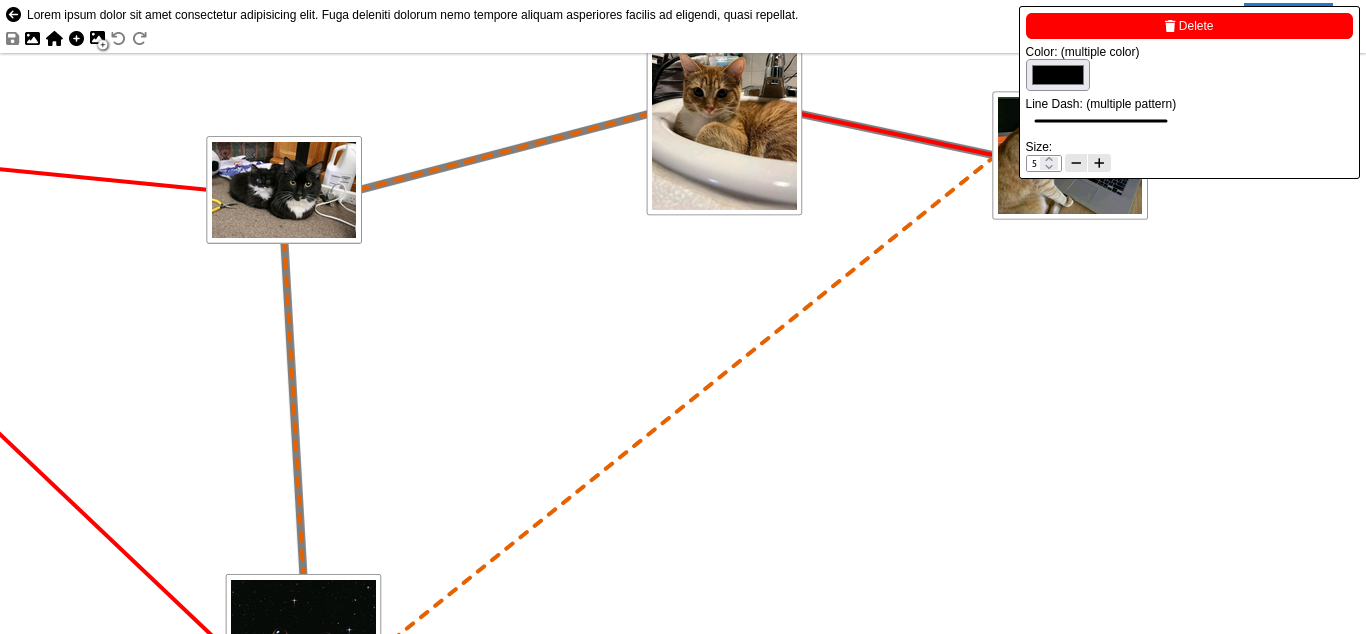 Lorem ipsum dolor sit amet consectetur adipisicing elit. Fuga deleniti dolorum nemo tempore aliquam asperiores facilis ad eligendi, quasi repellat.
Delete
Color: (multiple color)
Line Dash: (multiple pattern)
Size:
5